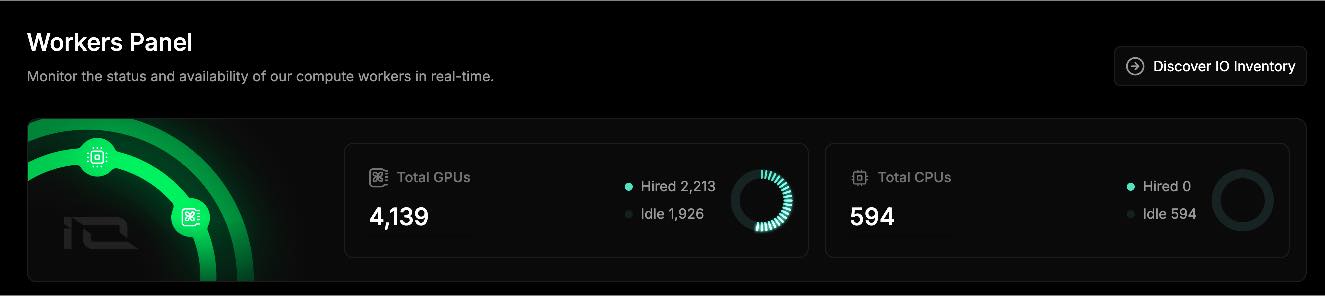 Workers Panel
Monitor the status and availability of our compute workers in real-time.
Discover IO Inventory
Total GPUs
4,139
Hired 2,213
Idle 1,926
Total CPUs
594
Hired 0
Idle 594
IO